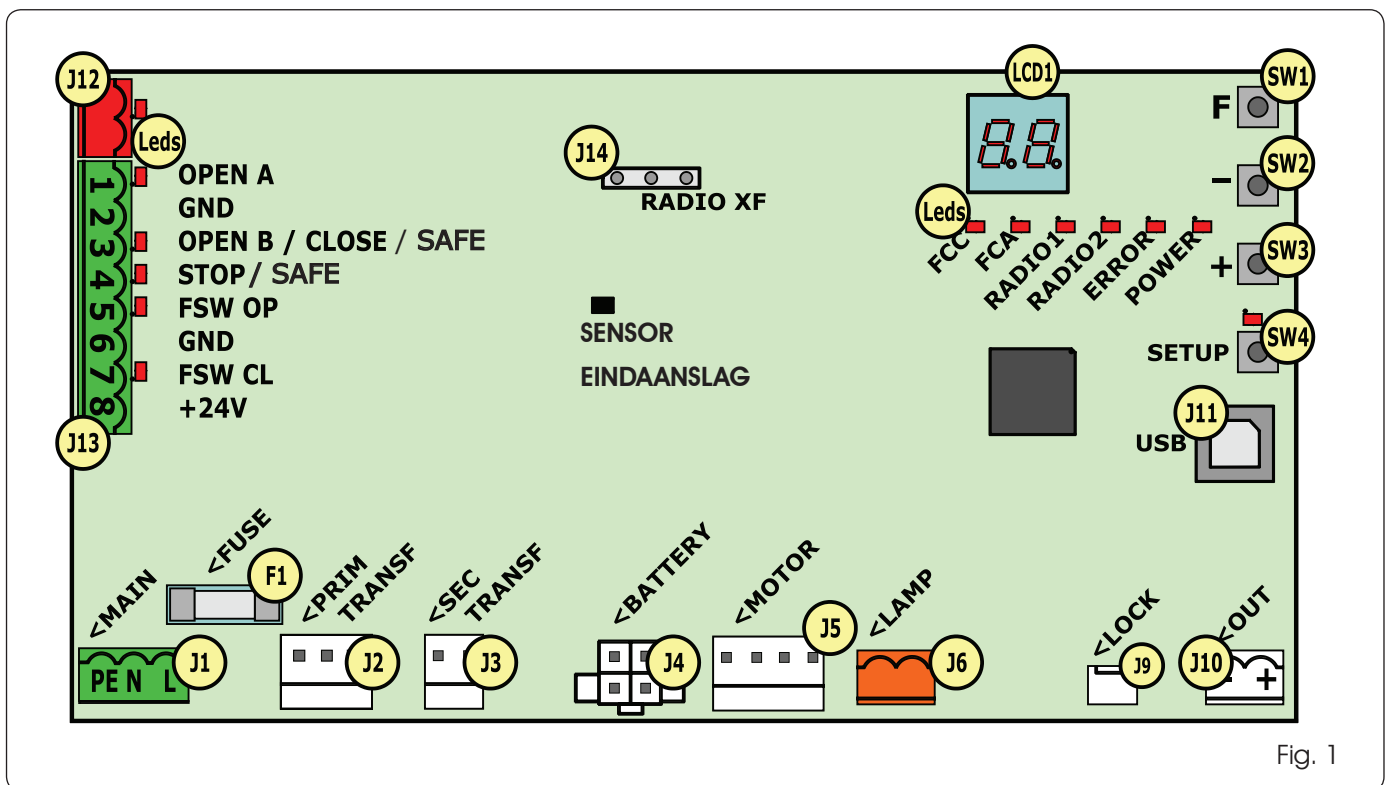 J12
Leds
1 OPEN A
2 GND
3 OPEN B / CLOSE / SAFE
4 STOP / SAFE
5 FSW OP
6 GND
7 FSW CL
8 +24V
J13
J14
RADIO XF
SENSOR
EINDAANSLAG
LCD1
8.8.
Leds
FCC
FCA
RADIO1
RADIO2
ERROR
POWER
SW1
F
SW2
-
SW3
+
SW4
SETUP
J11
USB
<MAIN
PE N L
J1
<FUSE
F1
<PRIM
TRANSF
J2
<SEC
TRANSF
J3
<BATTERY
J4
<MOTOR
J5
<LAMP
J6
<LOCK
J9
<OUT
J10
- +
Fig. 1